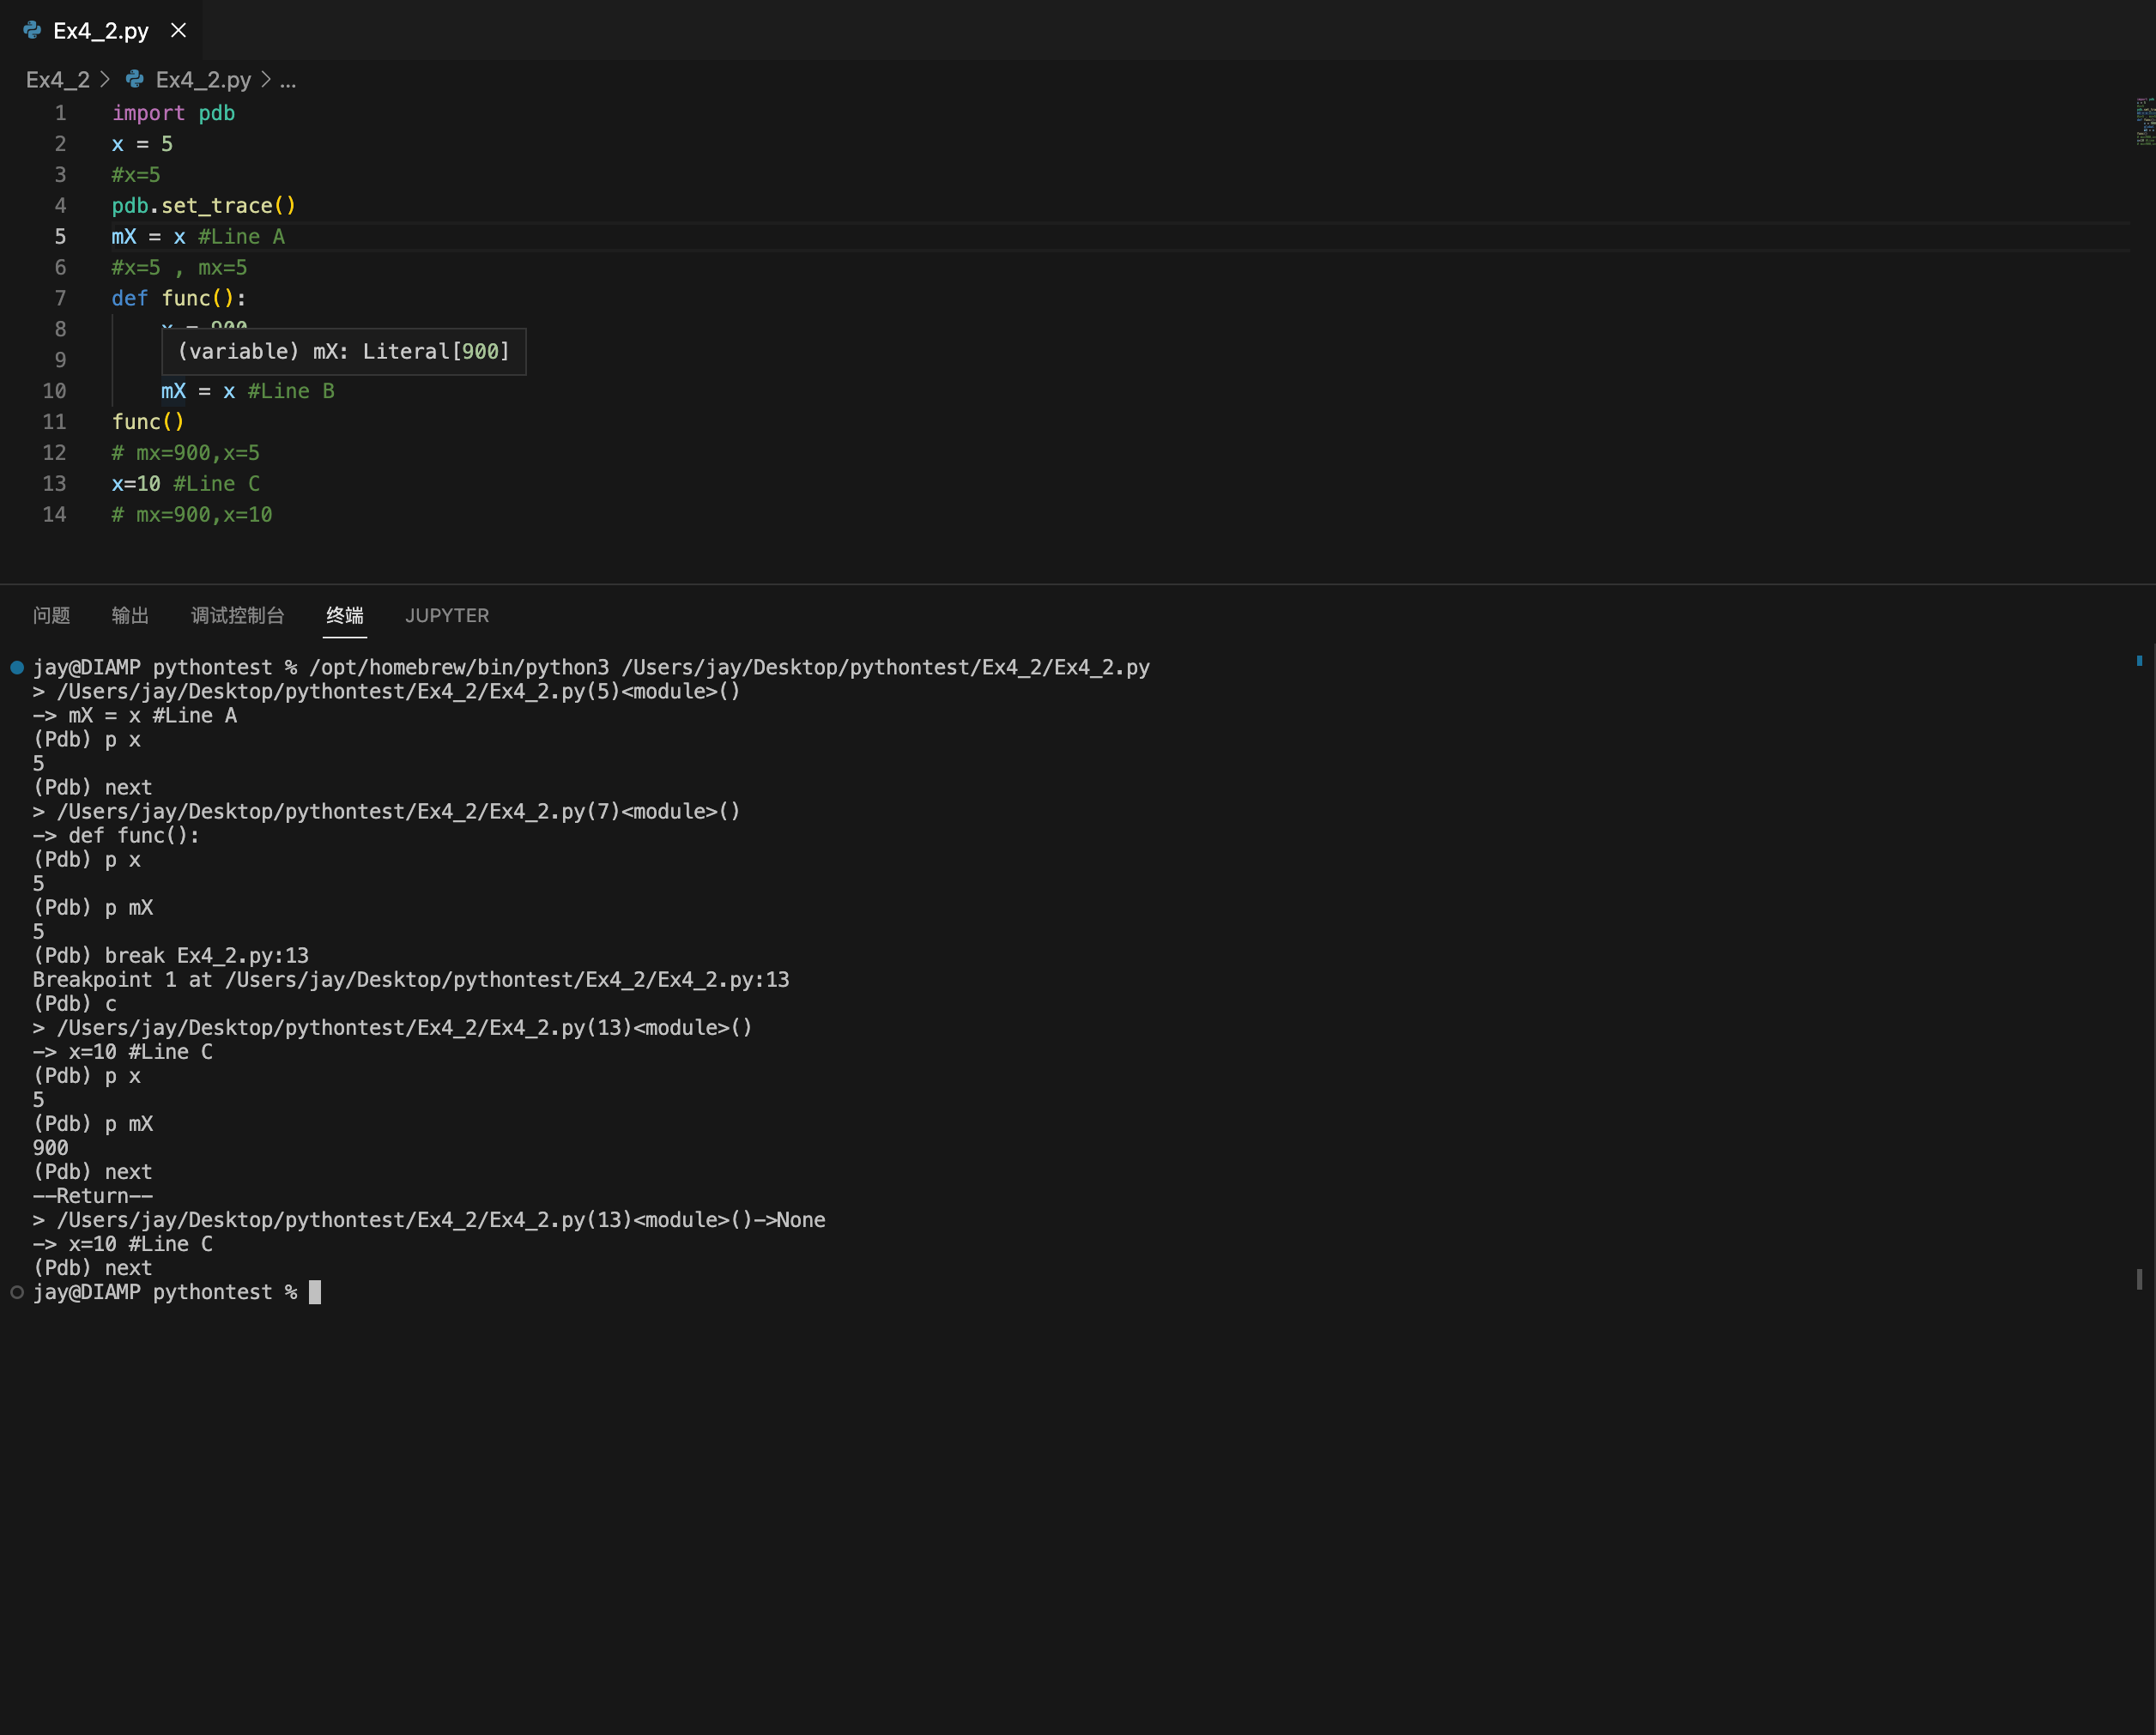 Ex4_2.py
Ex4_2 > Ex4_2.py > ...
1 import pdb
2 x = 5
3 #x=5
4 pdb.set_trace()
5 mX = x #Line A
6 #x=5 , mx=5
7 def func():
8 x = 900
(variable) mX: Literal[900]
9
10 mX = x #Line B
11 func()
12 # mx=900,x=5
13 x=10 #Line C
14 # mx=900,x=10
问题 输出 调试控制台 终端 JUPYTER
jay@DIAMP pythontest % /opt/homebrew/bin/python3 /Users/jay/Desktop/pythontest/Ex4_2/Ex4_2.py
> /Users/jay/Desktop/pythontest/Ex4_2/Ex4_2.py(5)<module>()
-> mX = x #Line A
(Pdb) p x
5
(Pdb) next
> /Users/jay/Desktop/pythontest/Ex4_2/Ex4_2.py(7)<module>()
-> def func():
(Pdb) p x
5
(Pdb) p mX
5
(Pdb) break Ex4_2.py:13
Breakpoint 1 at /Users/jay/Desktop/pythontest/Ex4_2/Ex4_2.py:13
(Pdb) c
> /Users/jay/Desktop/pythontest/Ex4_2/Ex4_2.py(13)<module>()
-> x=10 #Line C
(Pdb) p x
5
(Pdb) p mX
900
(Pdb) next
--Return--
> /Users/jay/Desktop/pythontest/Ex4_2/Ex4_2.py(13)<module>()->None
-> x=10 #Line C
(Pdb) next
jay@DIAMP pythontest %